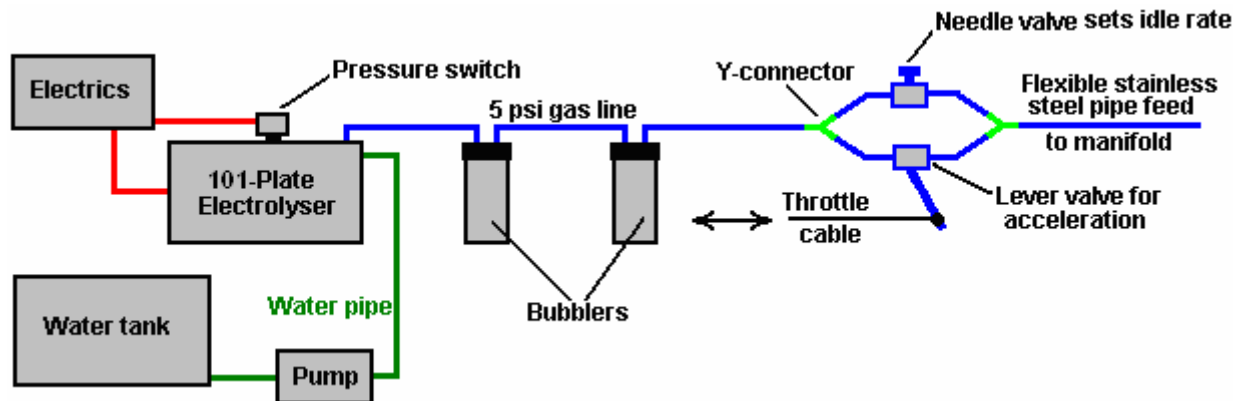 Needle valve sets idle rate
Electrics
Pressure switch
Y-connector
Flexible stainless
steel pipe feed
to manifold
5 psi gas line
101-Plate
Electrolyser
Throttle
cable
Lever valve for
acceleration
Water pipe
Bubblers
Water tank
Pump